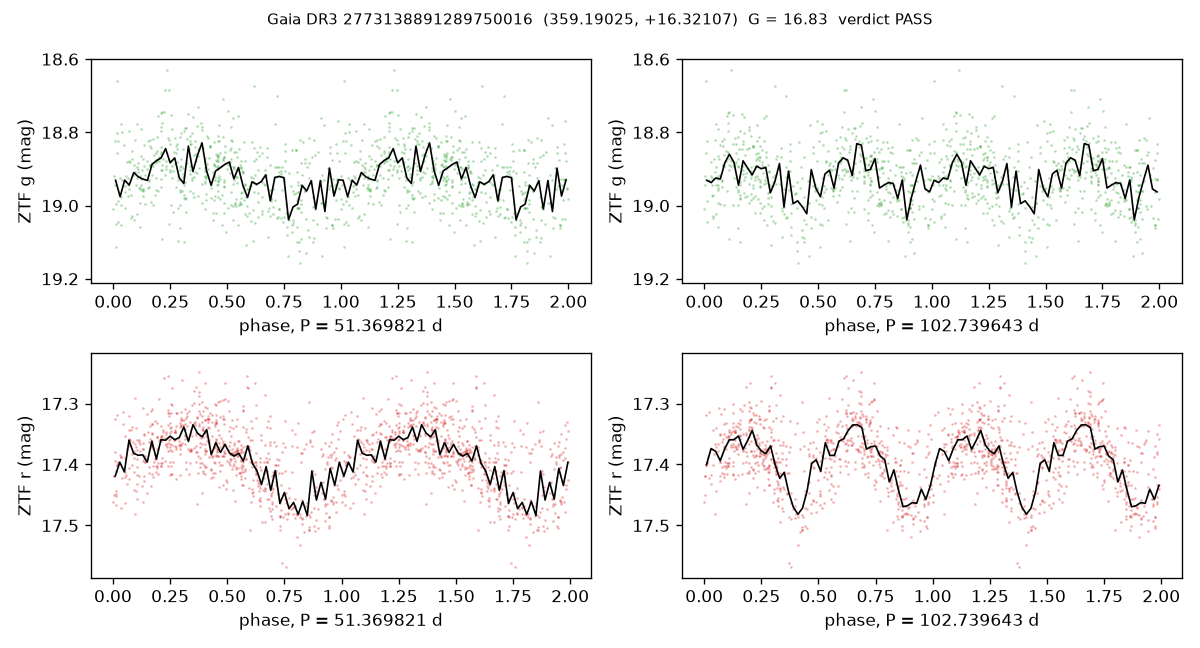 Gaia DR3 2773138891289750016 (359.19025, +16.32107) G = 16.83 verdict PASS
ZTF g (mag)
18.6
18.8
19.0
19.2
0.00 0.25 0.50 0.75 1.00 1.25 1.50 1.75 2.00
phase, P = 51.369821 d
ZTF g (mag)
18.6
18.8
19.0
19.2
0.00 0.25 0.50 0.75 1.00 1.25 1.50 1.75 2.00
phase, P = 102.739643 d
ZTF r (mag)
17.3
17.4
17.5
0.00 0.25 0.50 0.75 1.00 1.25 1.50 1.75 2.00
phase, P = 51.369821 d
ZTF r (mag)
17.3
17.4
17.5
0.00 0.25 0.50 0.75 1.00 1.25 1.50 1.75 2.00
phase, P = 102.739643 d